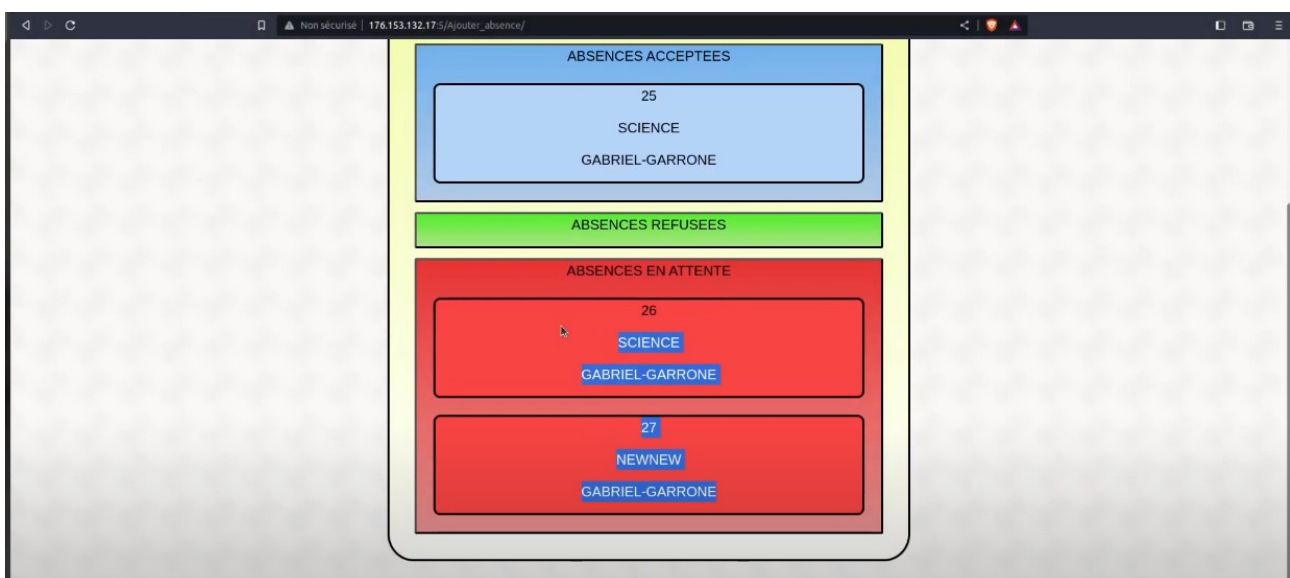 Non sécurisé | 176.153.132.17:5/Ajouter_absence/
ABSENCES ACCEPTEES
25
SCIENCE
GABRIEL-GARRONE
ABSENCES REFUSEES
ABSENCES EN ATTENTE
26
SCIENCE
GABRIEL-GARRONE
27
NEWNEW
GABRIEL-GARRONE